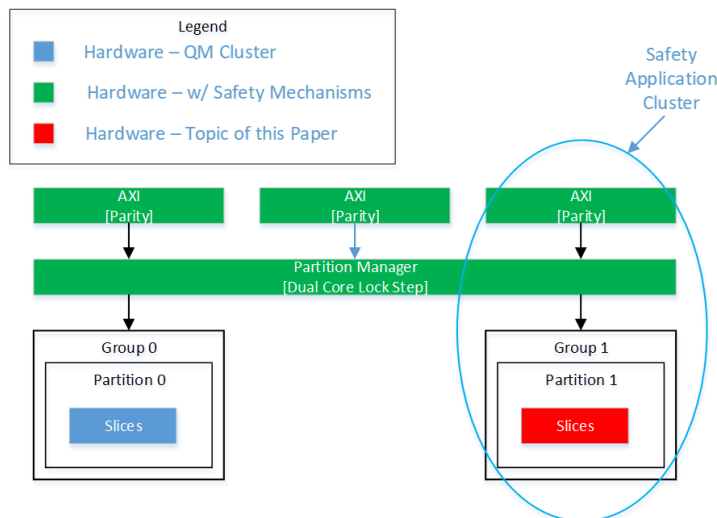 Legend
Hardware – QM Cluster
Hardware – w/ Safety Mechanisms
Hardware – Topic of this Paper
Safety
Application
Cluster
AXI
[Parity]
AXI
[Parity]
AXI
[Parity]
Partition Manager
[Dual Core Lock Step]
Group 0
Partition 0
Slices
Group 1
Partition 1
Slices